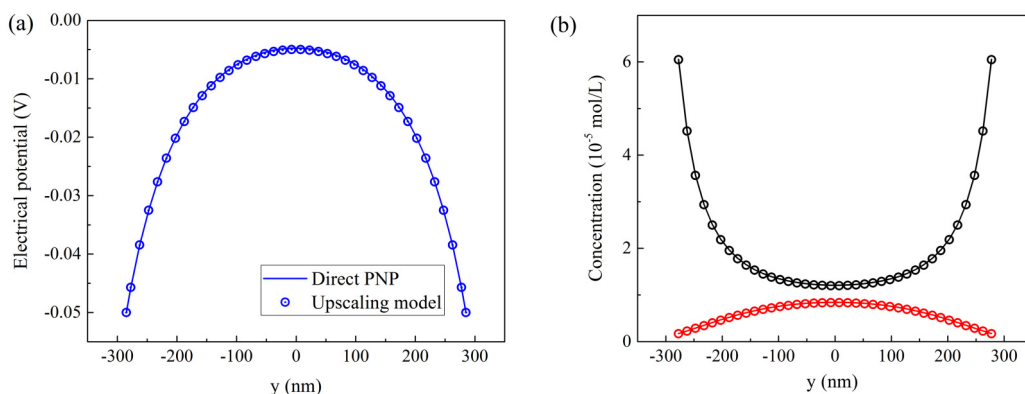 (a)
0.00
-0.01
-0.02
-0.03
-0.04
-0.05
Electrical potential (V)
Direct PNP
Upscaling model
-300 -200 -100 0 100 200 300
y (nm)
(b)
6
4
2
0
Concentration (10⁻⁵ mol/L)
-300 -200 -100 0 100 200 300
y (nm)